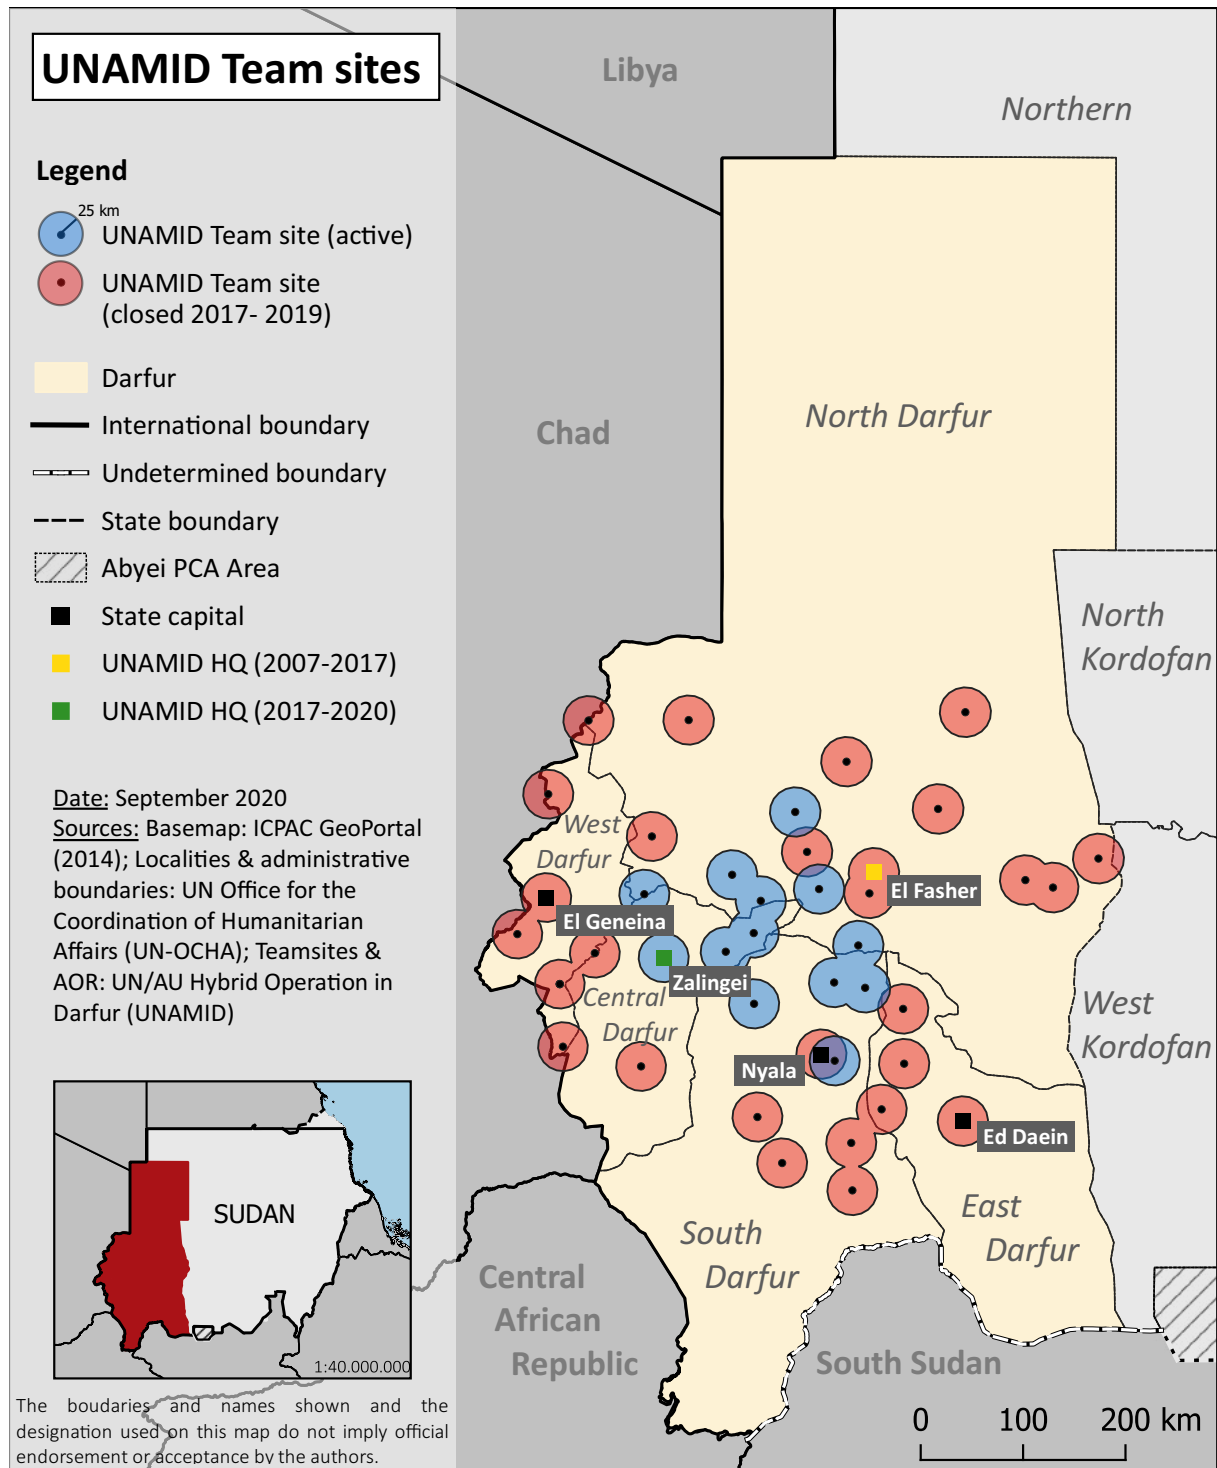 UNAMID Team sites
Legend
25 km
UNAMID Team site (active)
UNAMID Team site
(closed 2017- 2019)
Darfur
International boundary
Undetermined boundary
State boundary
Abyei PCA Area
State capital
UNAMID HQ (2007-2017)
UNAMID HQ (2017-2020)
Date: September 2020
Sources: Basemap: ICPAC GeoPortal
(2014); Localities & administrative
boundaries: UN Office for the
Coordination of Humanitarian
Affairs (UN-OCHA); Teamsites &
AOR: UN/AU Hybrid Operation in
Darfur (UNAMID)
SUDAN
1:40.000.000
The boudaries and names shown and the
designation used on this map do not imply official
endorsement or acceptance by the authors.
Libya
Northern
Chad
North Darfur
North
Kordofan
West
Darfur
El Fasher
El Geneina
Zalingei
Central
Darfur
West
Kordofan
Nyala
Ed Daein
South
Darfur
East
Darfur
Central
African
Republic
South Sudan
0 100 200 km